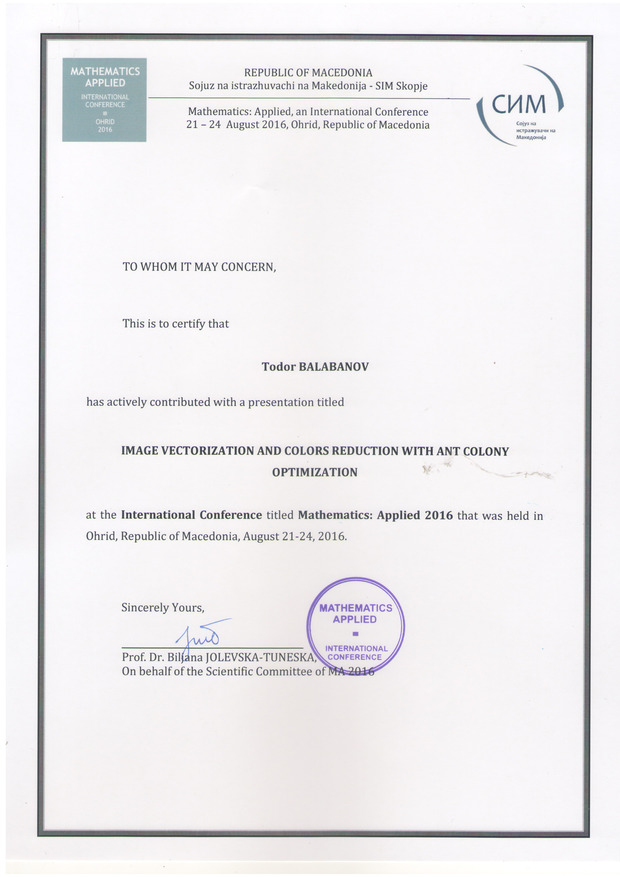 MATHEMATICS
APPLIED
INTERNATIONAL
CONFERENCE
OHRID
2016
REPUBLIC OF MACEDONIA
Sojuz na istrazhuvachi na Makedonija - SIM Skopje
Mathematics: Applied, an International Conference
21 – 24 August 2016, Ohrid, Republic of Macedonia
СИМ
Сојуз на
истражувачи на
Македонија
TO WHOM IT MAY CONCERN,
This is to certify that
Todor BALABANOV
has actively contributed with a presentation titled
IMAGE VECTORIZATION AND COLORS REDUCTION WITH ANT COLONY
OPTIMIZATION
at the International Conference titled Mathematics: Applied 2016 that was held in
Ohrid, Republic of Macedonia, August 21-24, 2016.
Sincerely Yours,
Prof. Dr. Biljana JOLEVSKA-TUNESKA,
On behalf of the Scientific Committee of MA 2016
MATHEMATICS
APPLIED
INTERNATIONAL
CONFERENCE